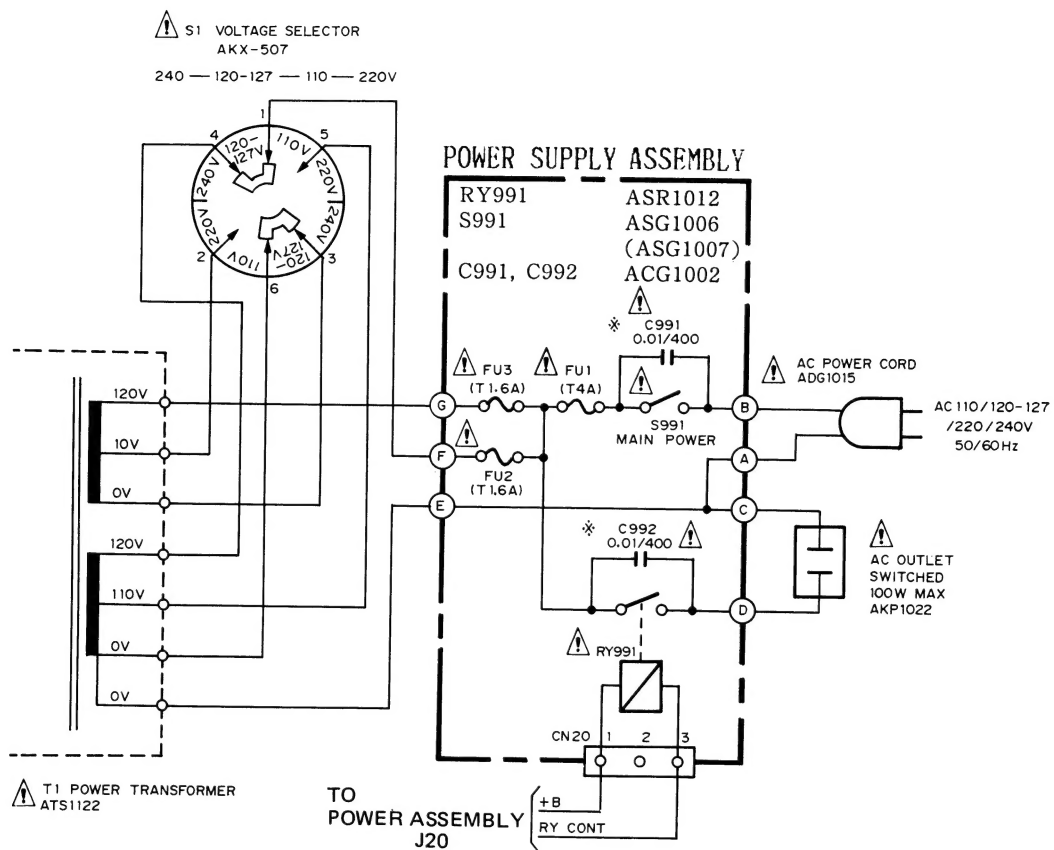 ⚠ S1 VOLTAGE SELECTOR
AKX-507
240 — 120-127 — 110 — 220V
1
4
5
120-127V
110V
240V
220V
220V
240V
110V
120-127V
2
3
6
POWER SUPPLY ASSEMBLY
RY991 ASR1012
S991 ASG1006
(ASG1007)
C991, C992 ACG1002
※ C991
0.01/400
FU3
(T1.6A)
FU1
(T4A)
AC POWER CORD
ADG1015
120V
G
B
S991
MAIN POWER
AC 110/120-127
/220/240V
50/60Hz
10V
F
FU2
(T1.6A)
A
0V
E
C
※ C992
0.01/400
120V
AC OUTLET
SWITCHED
100W MAX
AKP1022
110V
D
0V
RY991
0V
CN20 1 2 3
⚠ T1 POWER TRANSFORMER
ATS1122
TO
POWER ASSEMBLY
J20
+B
RY CONT